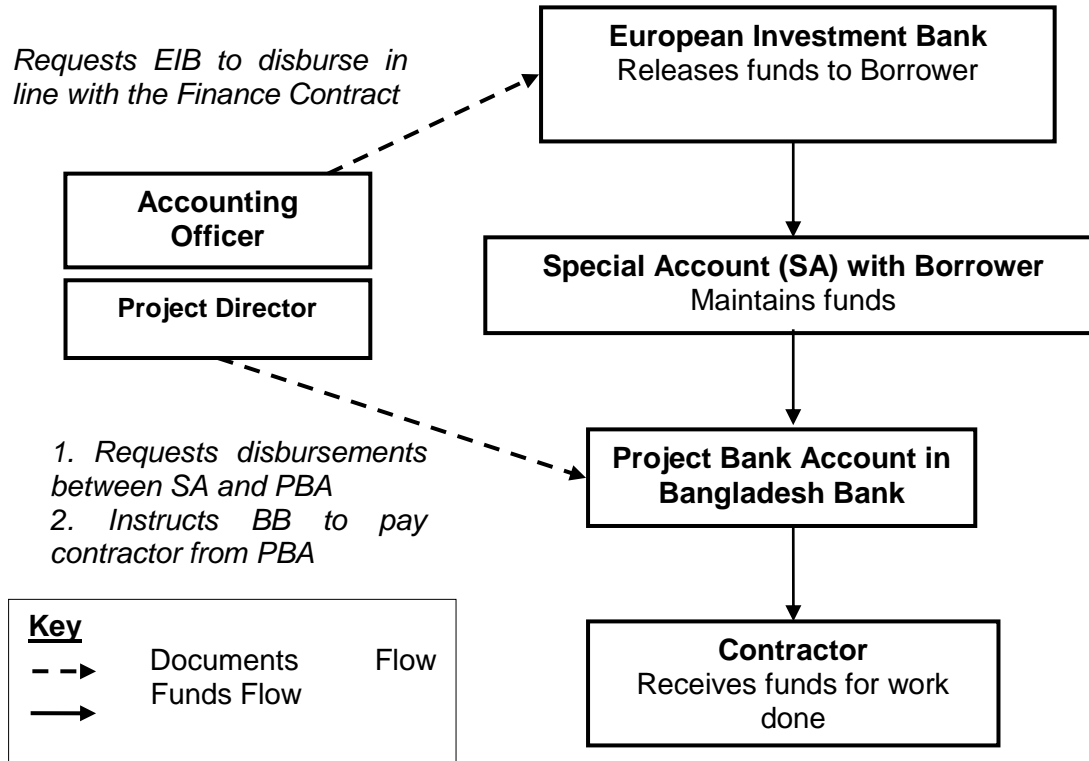 European Investment Bank
Releases funds to Borrower
Requests EIB to disburse in
line with the Finance Contract
Accounting
Officer
Project Director
Special Account (SA) with Borrower
Maintains funds
1. Requests disbursements
between SA and PBA
2. Instructs BB to pay
contractor from PBA
Project Bank Account in
Bangladesh Bank
Key
Documents Flow
Funds Flow
Contractor
Receives funds for work
done